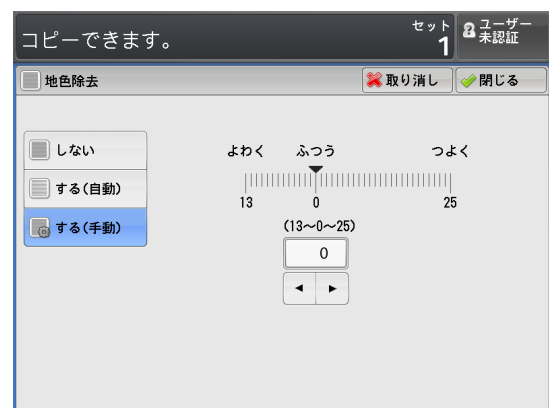 コピーできます。
セット
1
ユーザー
未認証
地色除去
取り消し
閉じる
しない
する(自動)
する(手動)
よわく ふつう つよく
13 0 25
(13~0~25)
0